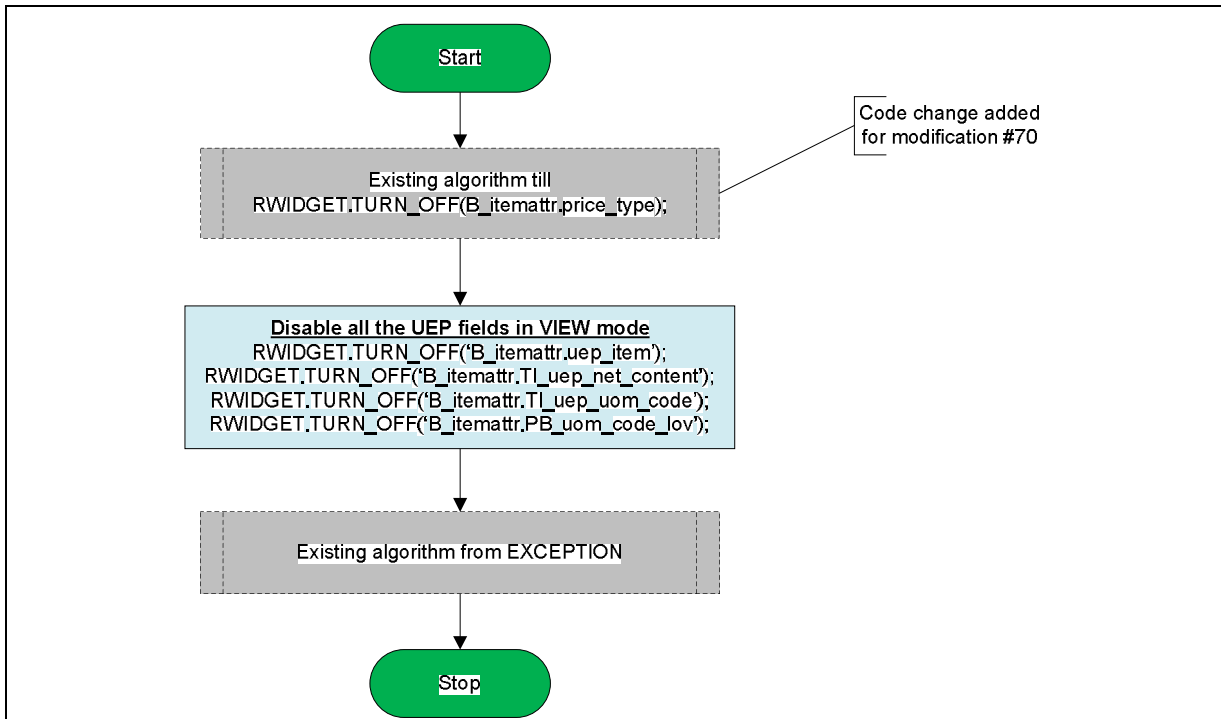 Start
Code change added
for modification #70
Existing algorithm till
RWIDGET.TURN_OFF(B_itemattr.price_type);
Disable all the UEP fields in VIEW mode
RWIDGET.TURN_OFF(‘B_itemattr.uep_item’);
RWIDGET.TURN_OFF(‘B_itemattr.TI_uep_net_content’);
RWIDGET.TURN_OFF(‘B_itemattr.TI_uep_uom_code’);
RWIDGET.TURN_OFF(‘B_itemattr.PB_uom_code_lov’);
Existing algorithm from EXCEPTION
Stop